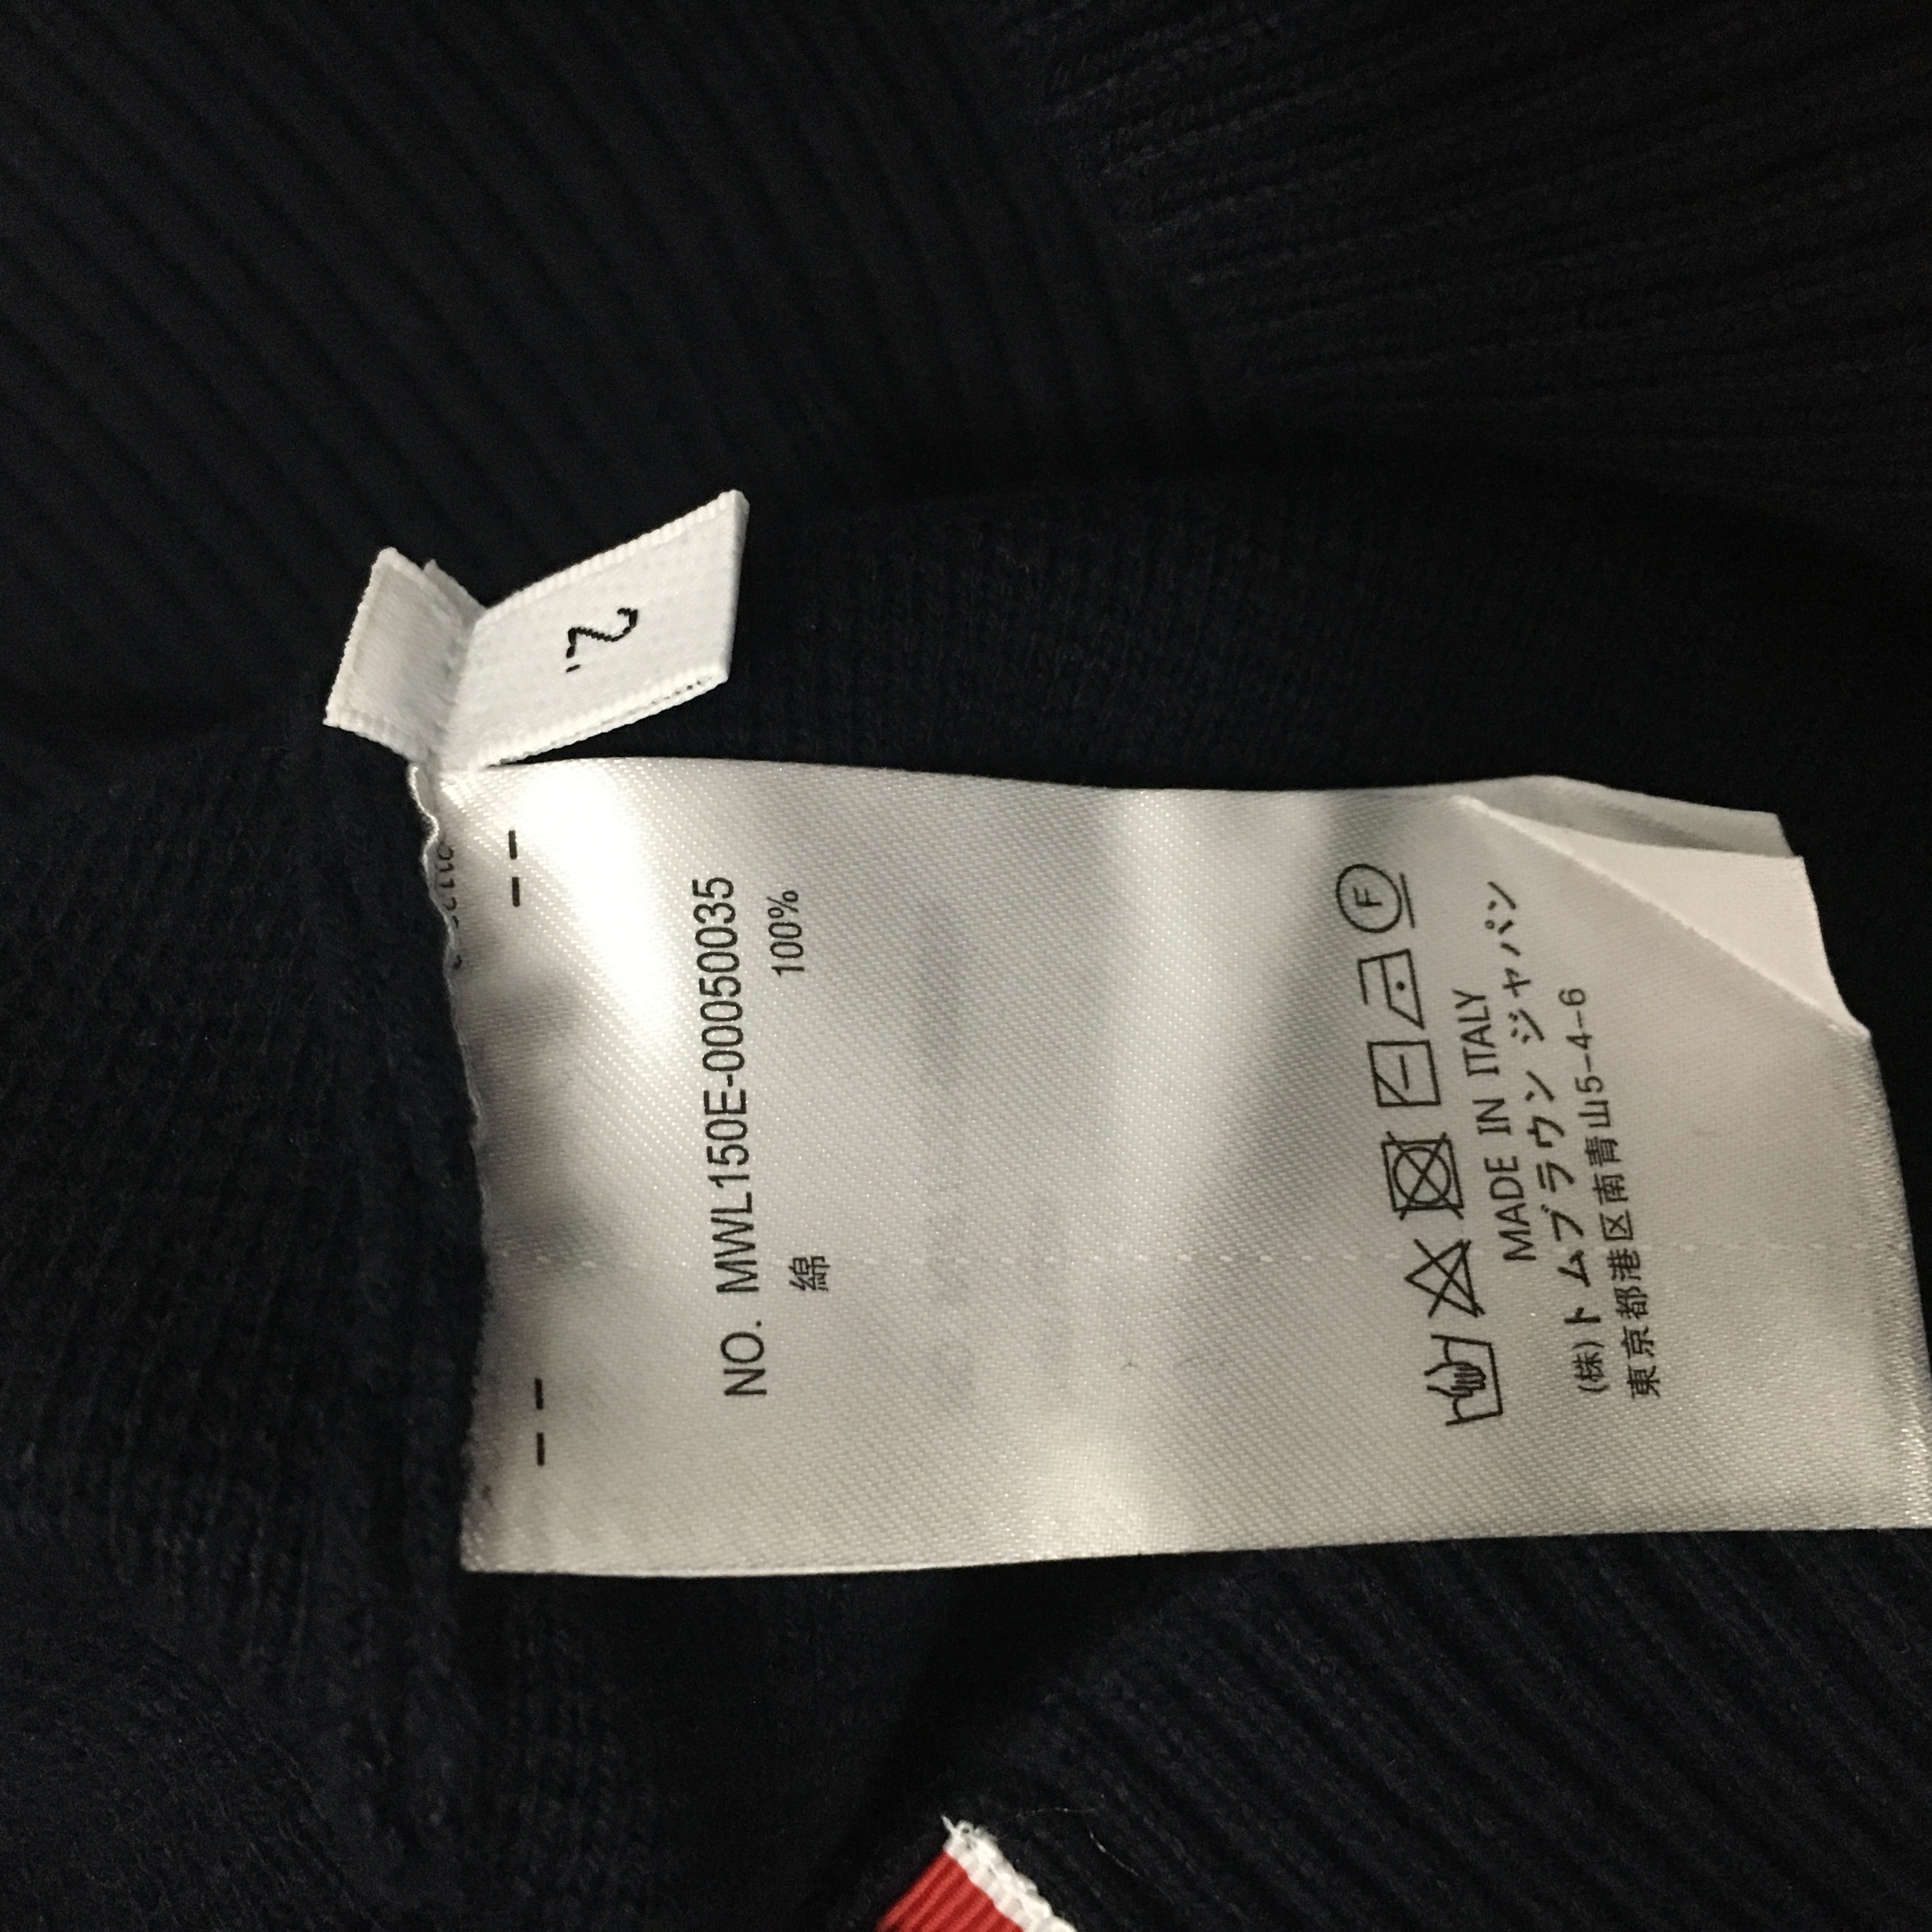 2.
NO. MWL150E-00050035
綿 100%
F
MADE IN ITALY
(株)トム ブラウン ジャパン
東京都港区南青山5-4-6